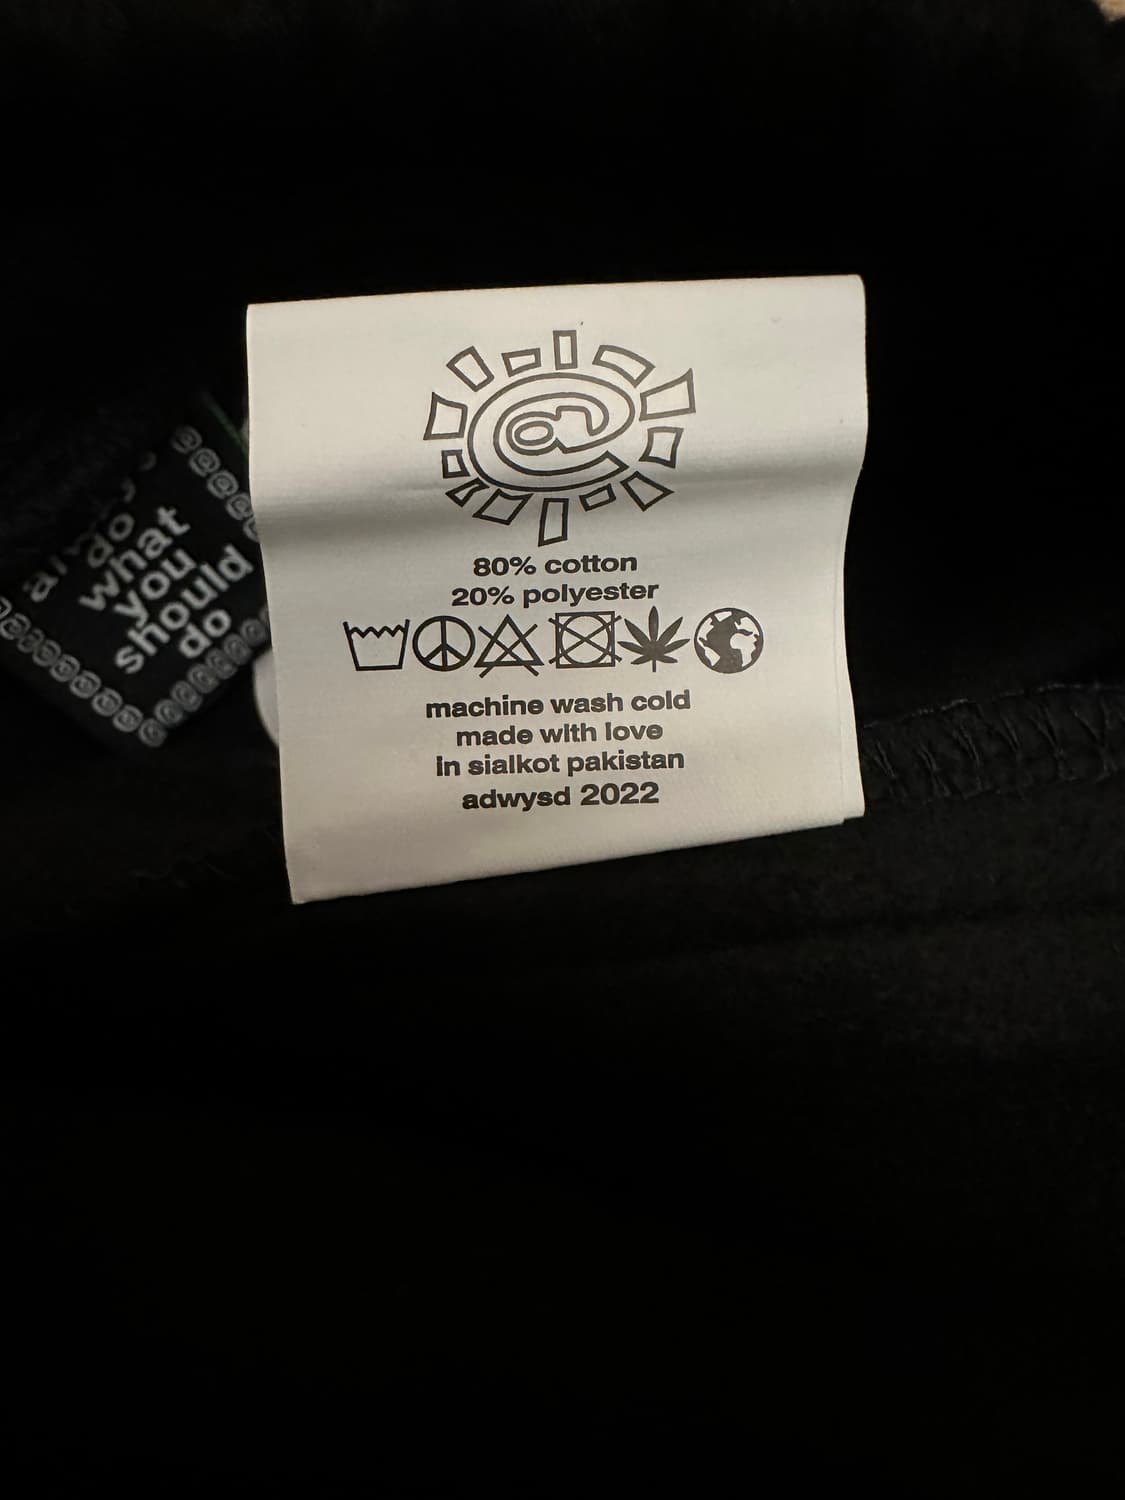 80% cotton
20% polyester
machine wash cold
made with love
in sialkot pakistan
adwysd 2022
do
what
you
should
do